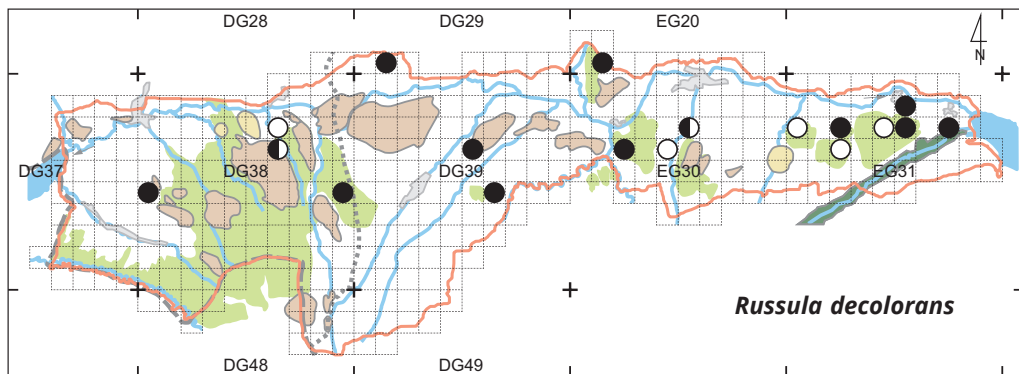 DG28 DG29 EG20
N
DG37 DG38 DG39 EG30 EG31
Russula decolorans
DG48 DG49